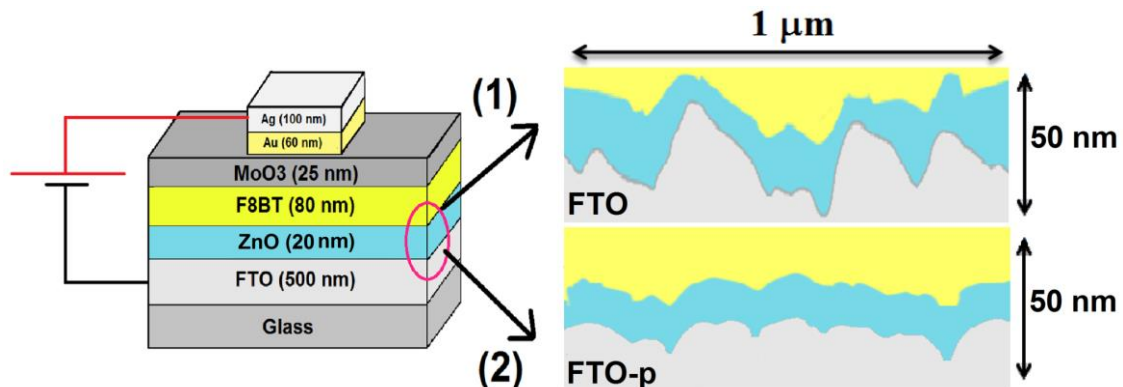 Ag (100 nm)
Au (60 nm)
MoO3 (25 nm)
F8BT (80 nm)
ZnO (20 nm)
FTO (500 nm)
Glass
(1)
(2)
1 μm
50 nm
FTO
50 nm
FTO-p